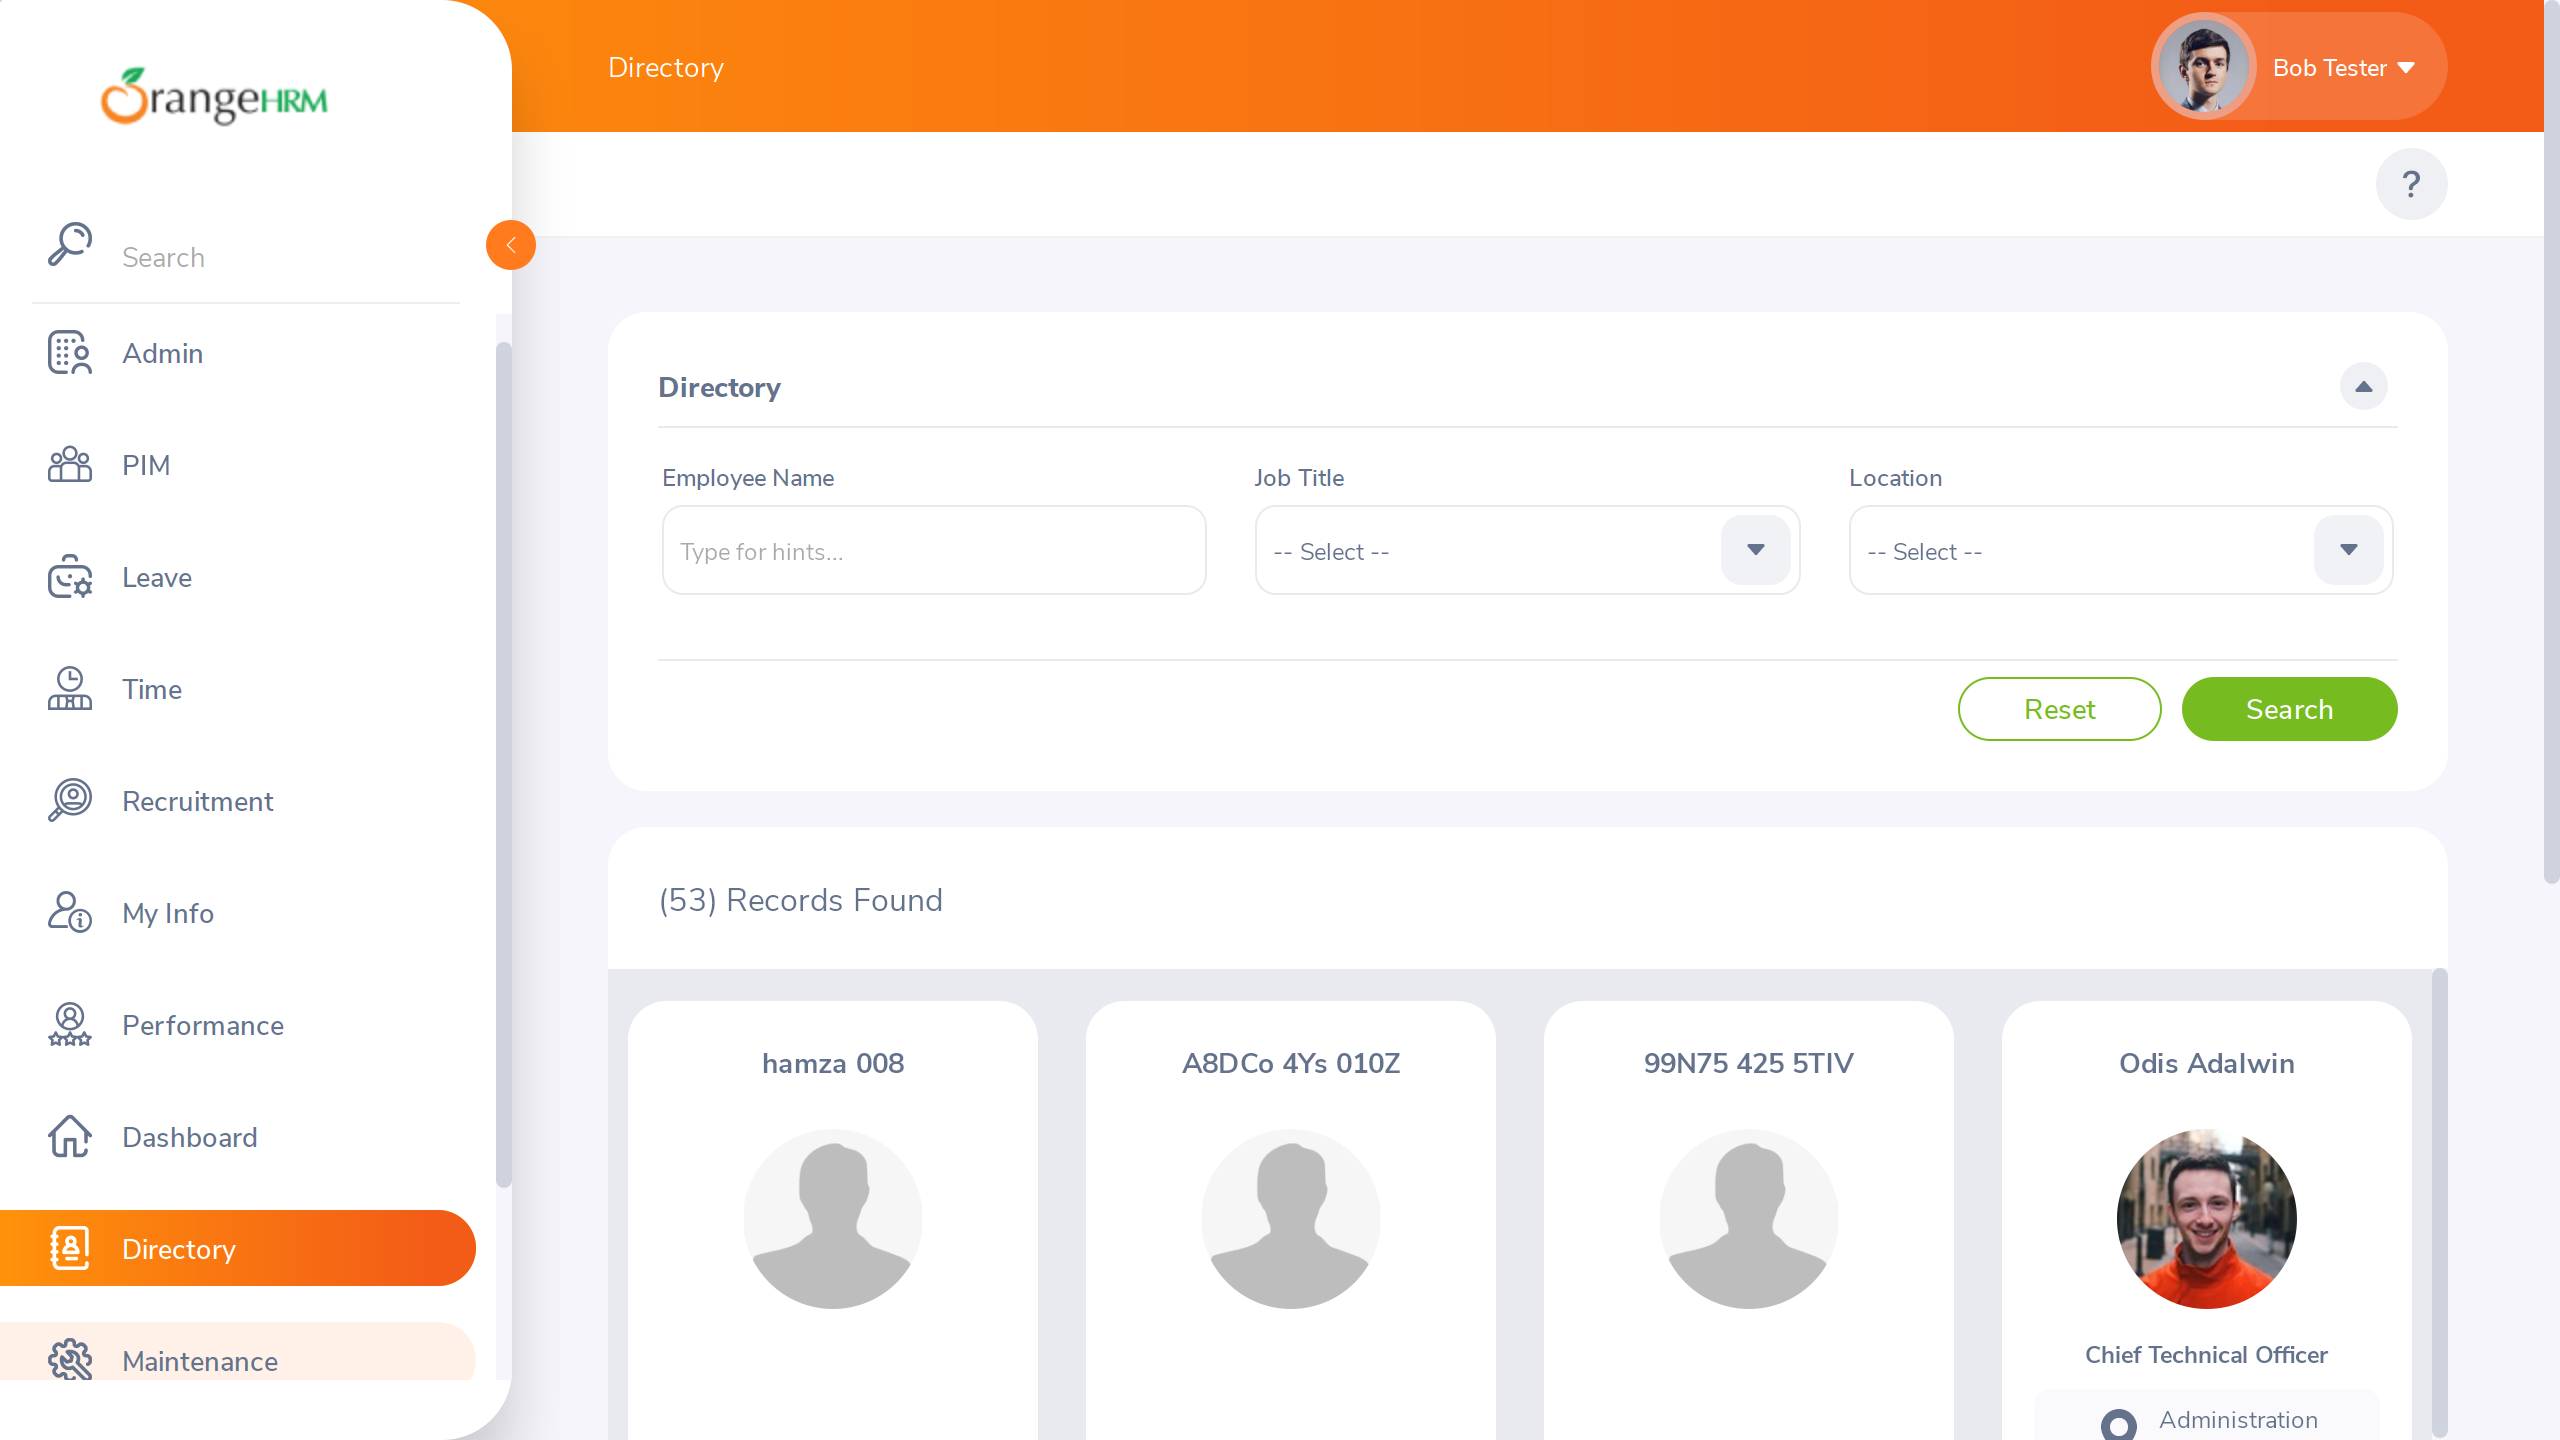 OrangeHRM
Directory
Bob Tester
?
Search
Admin
PIM
Leave
Time
Recruitment
My Info
Performance
Dashboard
Directory
Maintenance
Directory
Employee Name
Job Title
Location
Type for hints...
-- Select --
-- Select --
Reset
Search
(53) Records Found
hamza 008
A8DCo 4Ys 010Z
99N75 425 5TIV
Odis Adalwin
Chief Technical Officer
Administration